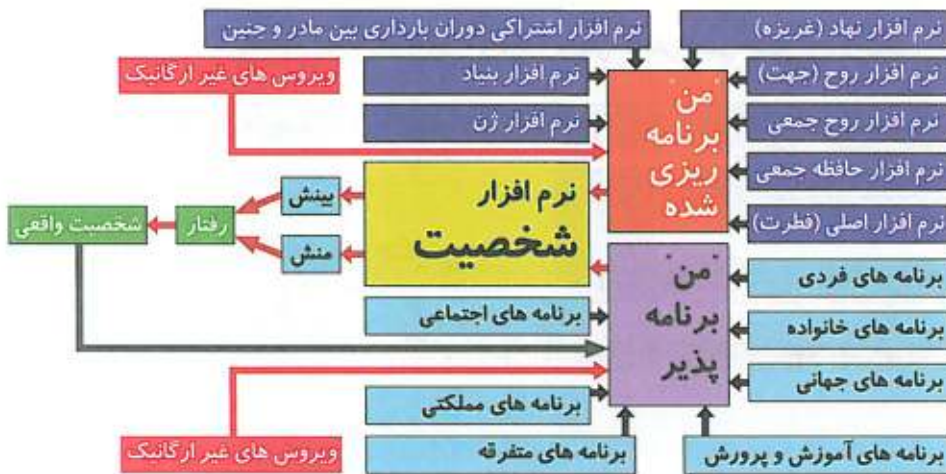 نرم افزار نهاد (غریزه)
نرم افزار اشتراکی دوران بارداری بین مادر و جنین
نرم افزار روح (جهت)
نرم افزار روح جمعی
نرم افزار حافظه جمعی
نرم افزار اصلی (فطرت)
"من"
برنامه
ریزی
شده
نرم افزار بنیاد
نرم افزار ژن
ویروس های غیر ارگانیک
نرم افزار
شخصیت
بینش
منش
رفتار
شخصیت واقعی
"من"
برنامه
پذیر
برنامه های فردی
برنامه های خانواده
برنامه های جهانی
برنامه های آموزش و پرورش
برنامه های اجتماعی
برنامه های مملکتی
برنامه های متفرقه
ویروس های غیر ارگانیک